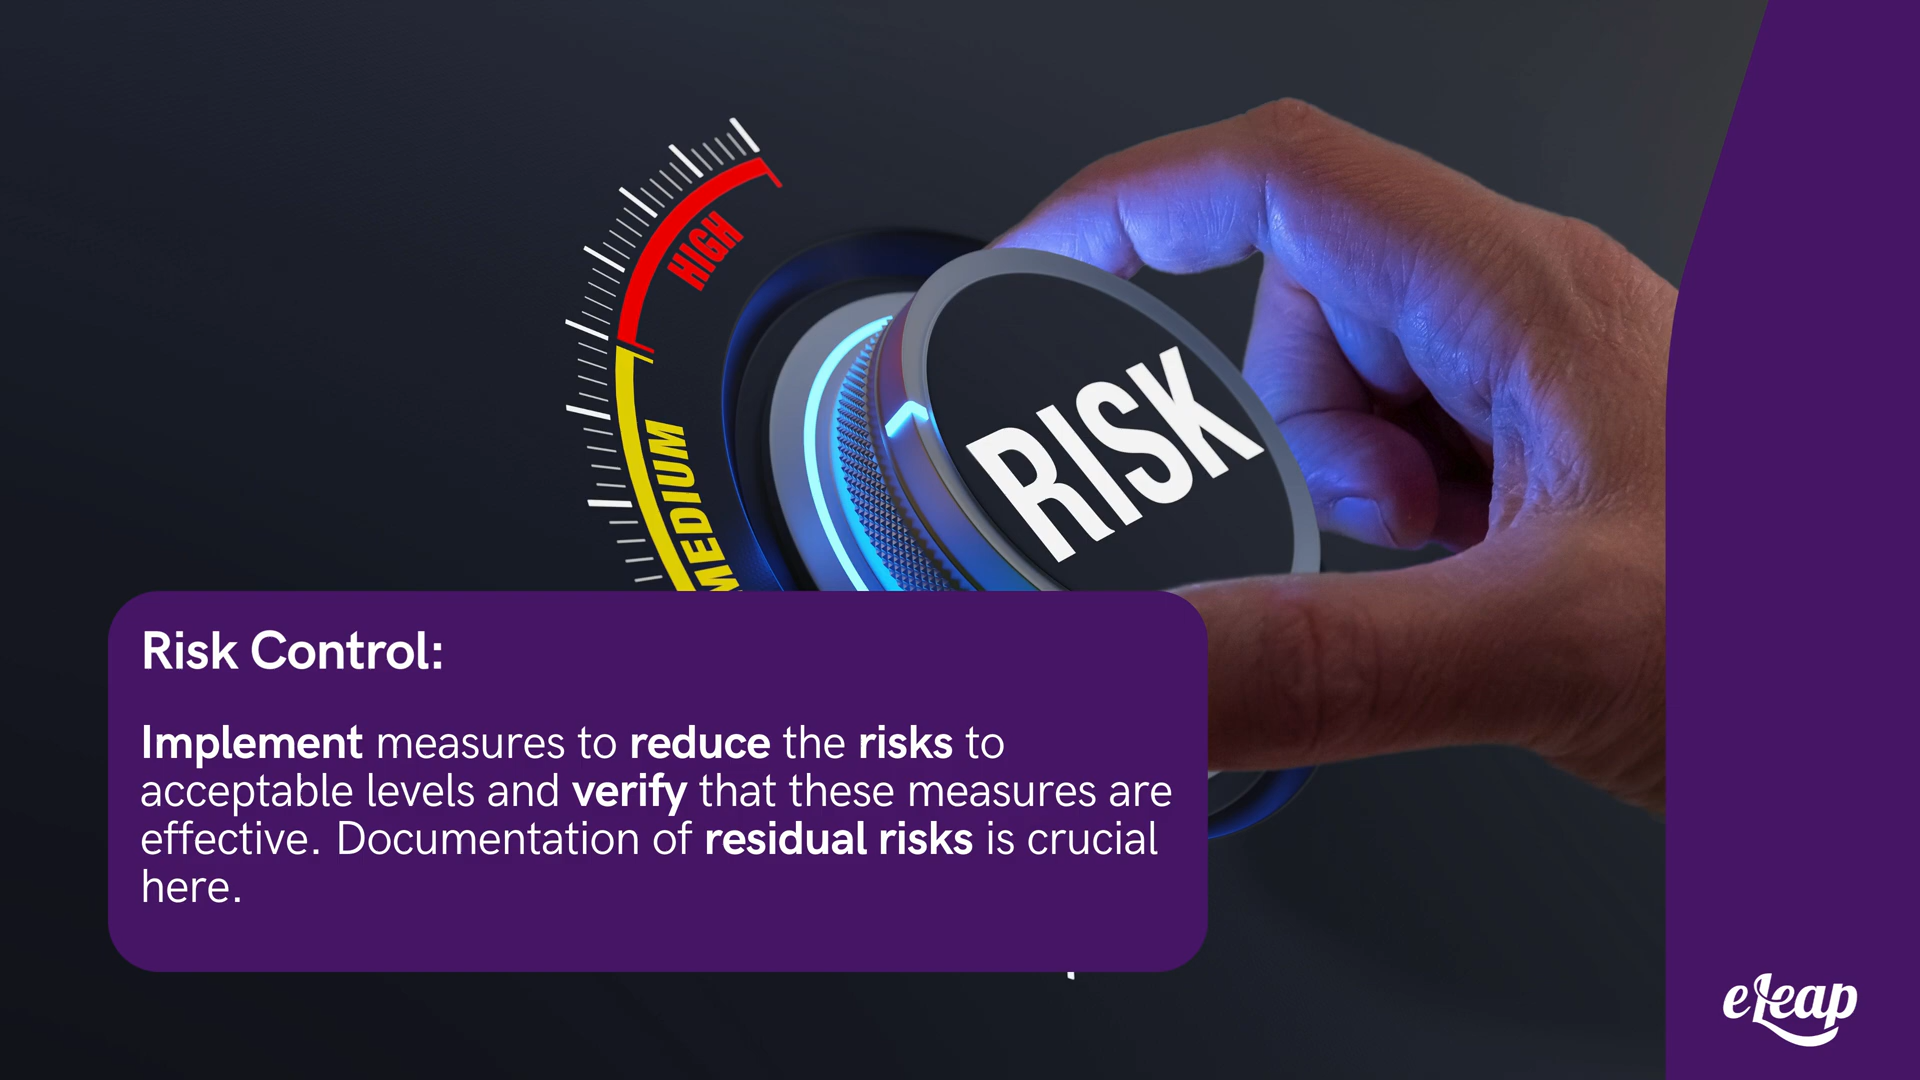 HIGH
MEDIUM
RISK
Risk Control:
Implement measures to reduce the risks to
acceptable levels and verify that these measures are
effective. Documentation of residual risks is crucial
here.
eLeap